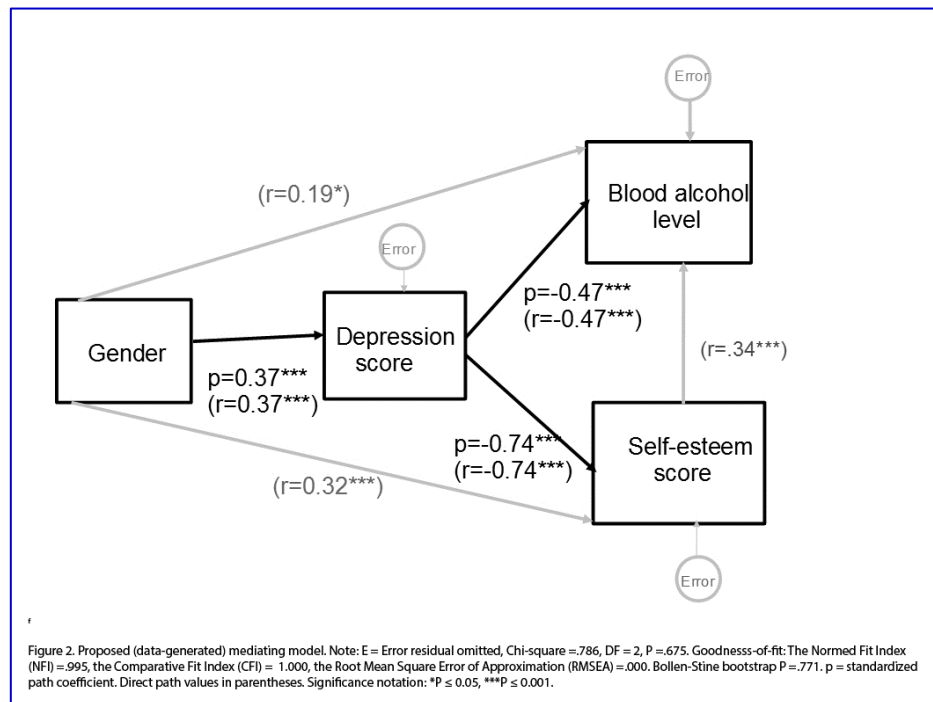 Error
Blood alcohol
level
(r=0.19*)
Error
p=-0.47***
(r=-0.47***)
Gender
Depression
score
(r=.34***)
p=0.37***
(r=0.37***)
p=-0.74***
(r=-0.74***)
Self-esteem
score
(r=0.32***)
Error
f
Figure 2. Proposed (data-generated) mediating model. Note: E = Error residual omitted, Chi-square =.786, DF = 2, P =.675. Goodnesss-of-fit: The Normed Fit Index
(NFI) =.995, the Comparative Fit Index (CFI) = 1.000, the Root Mean Square Error of Approximation (RMSEA) =.000. Bollen-Stine bootstrap P =.771. p = standardized
path coefficient. Direct path values in parentheses. Significance notation: *P ≤ 0.05, ***P ≤ 0.001.